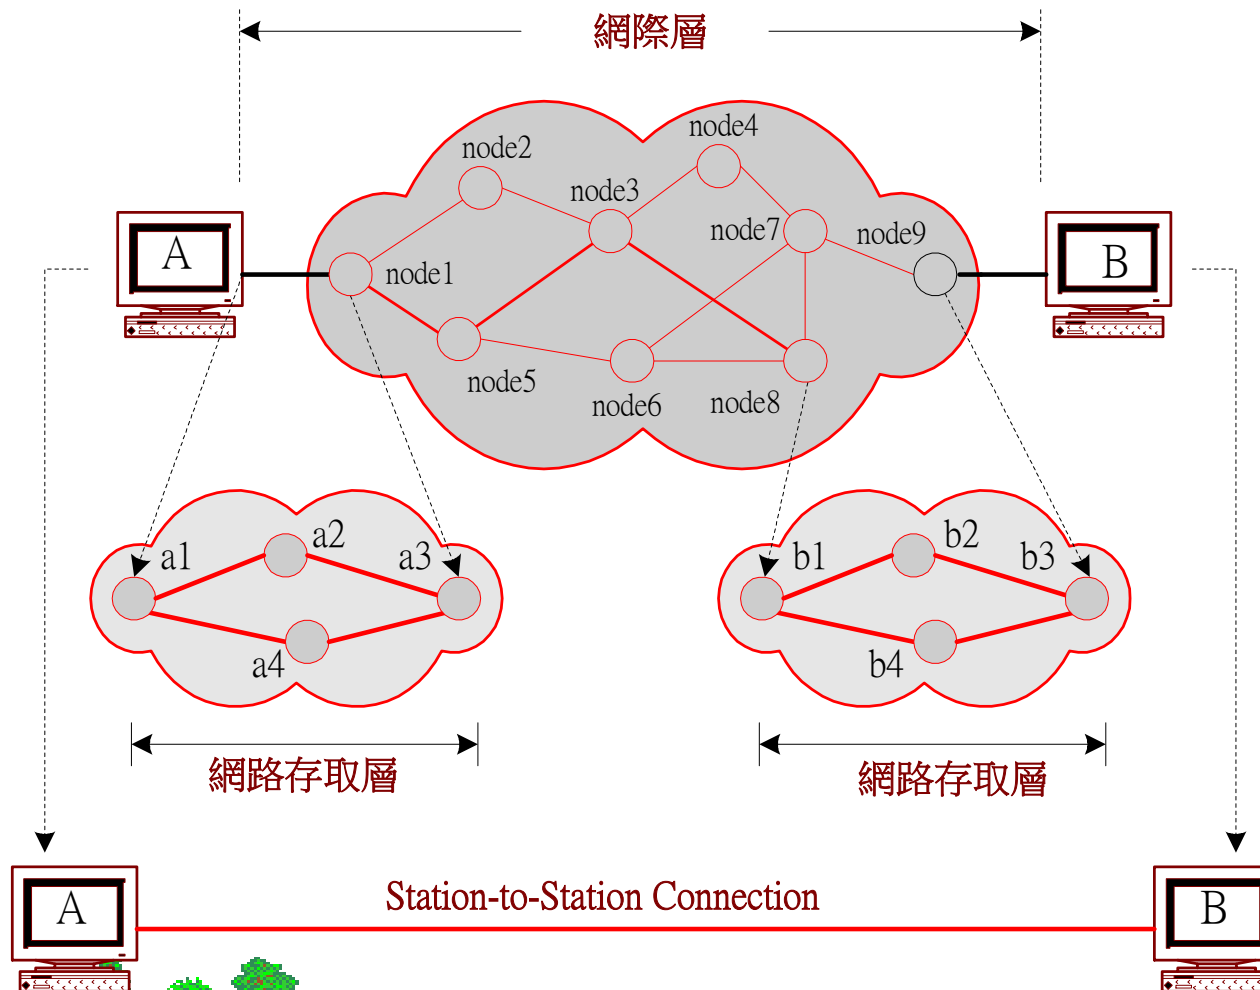 網際層
node4
node2
node3
node7
node9
A
B
node1
node5
node6
node8
a1
a2
a3
a4
b1
b2
b3
b4
網路存取層
網路存取層
Station-to-Station Connection
A
B